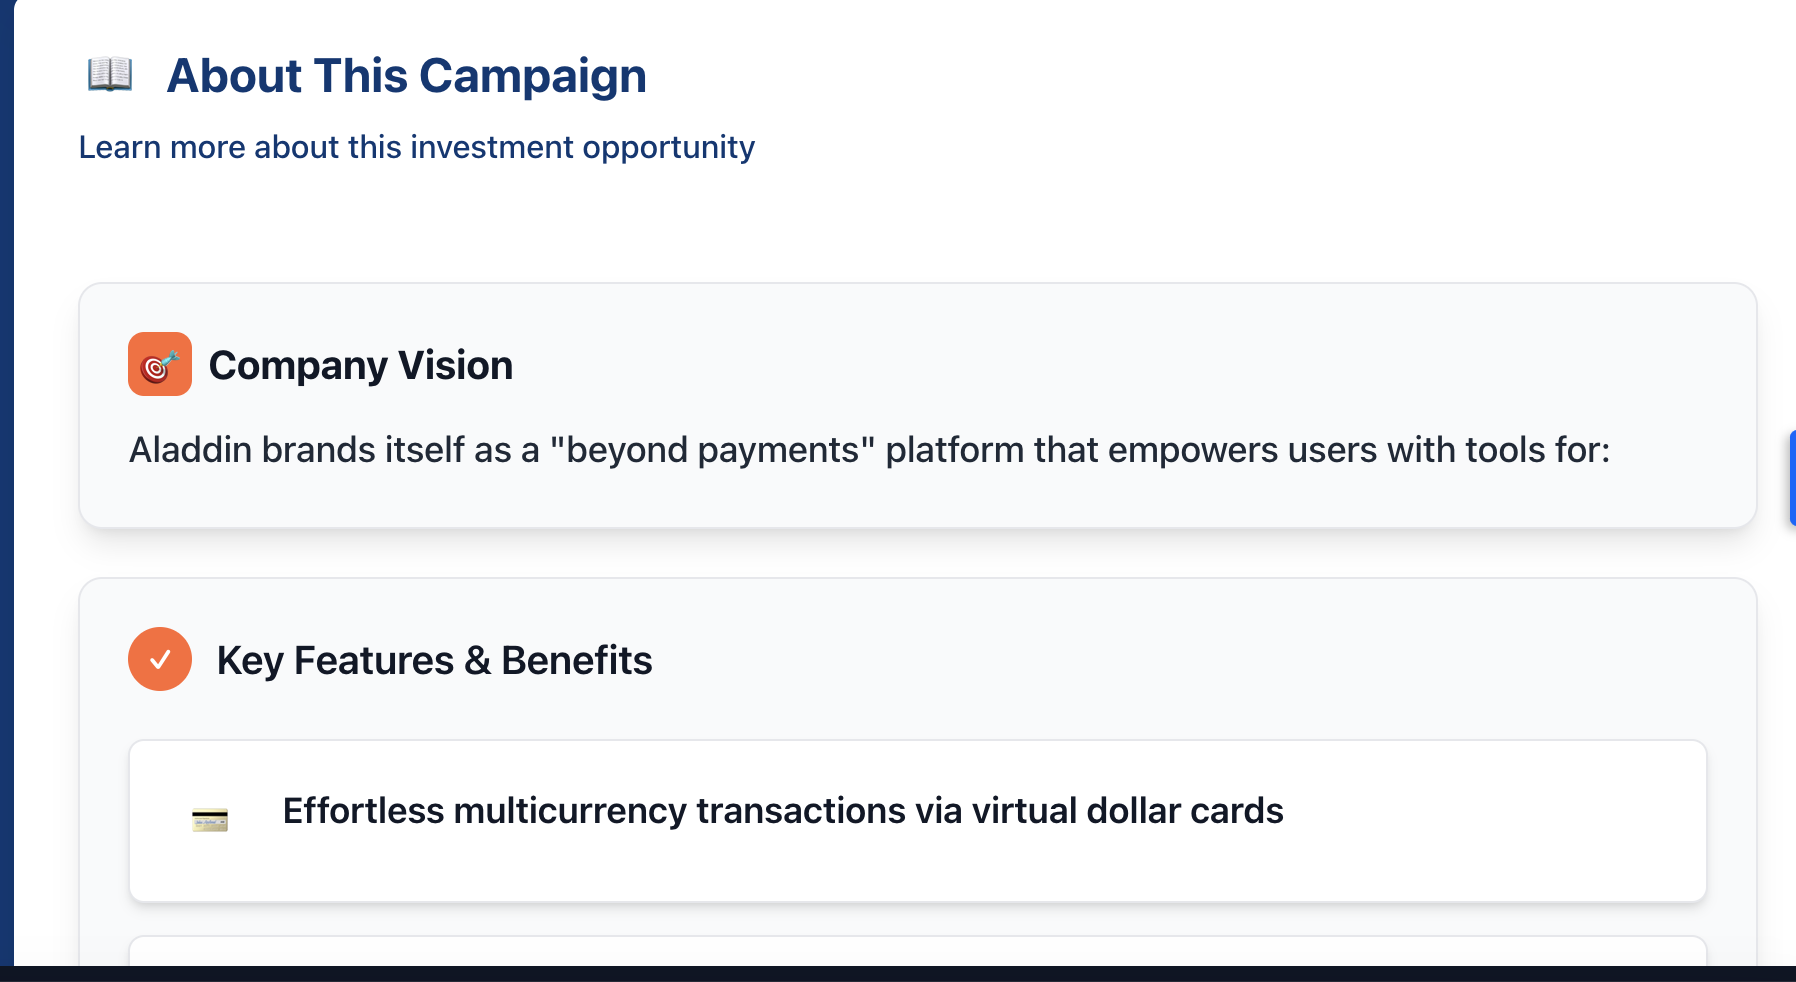 About This Campaign
Learn more about this investment opportunity
Company Vision
Aladdin brands itself as a "beyond payments" platform that empowers users with tools for:
Key Features & Benefits
Effortless multicurrency transactions via virtual dollar cards